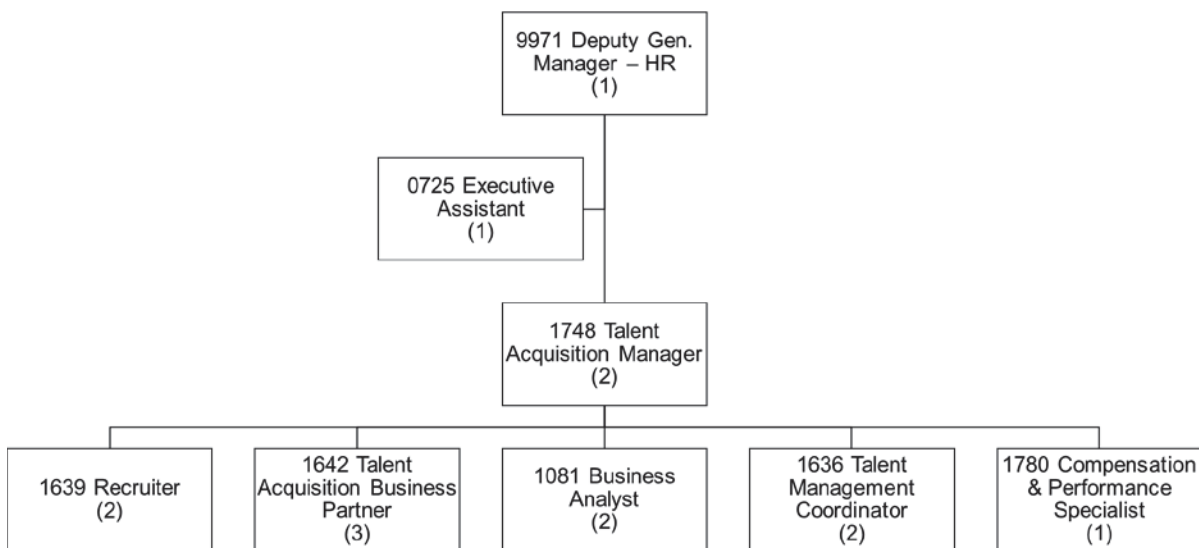 9971 Deputy Gen.
Manager – HR
(1)
0725 Executive
Assistant
(1)
1748 Talent
Acquisition Manager
(2)
1639 Recruiter
(2)
1642 Talent
Acquisition Business
Partner
(3)
1081 Business
Analyst
(2)
1636 Talent
Management
Coordinator
(2)
1780 Compensation
& Performance
Specialist
(1)